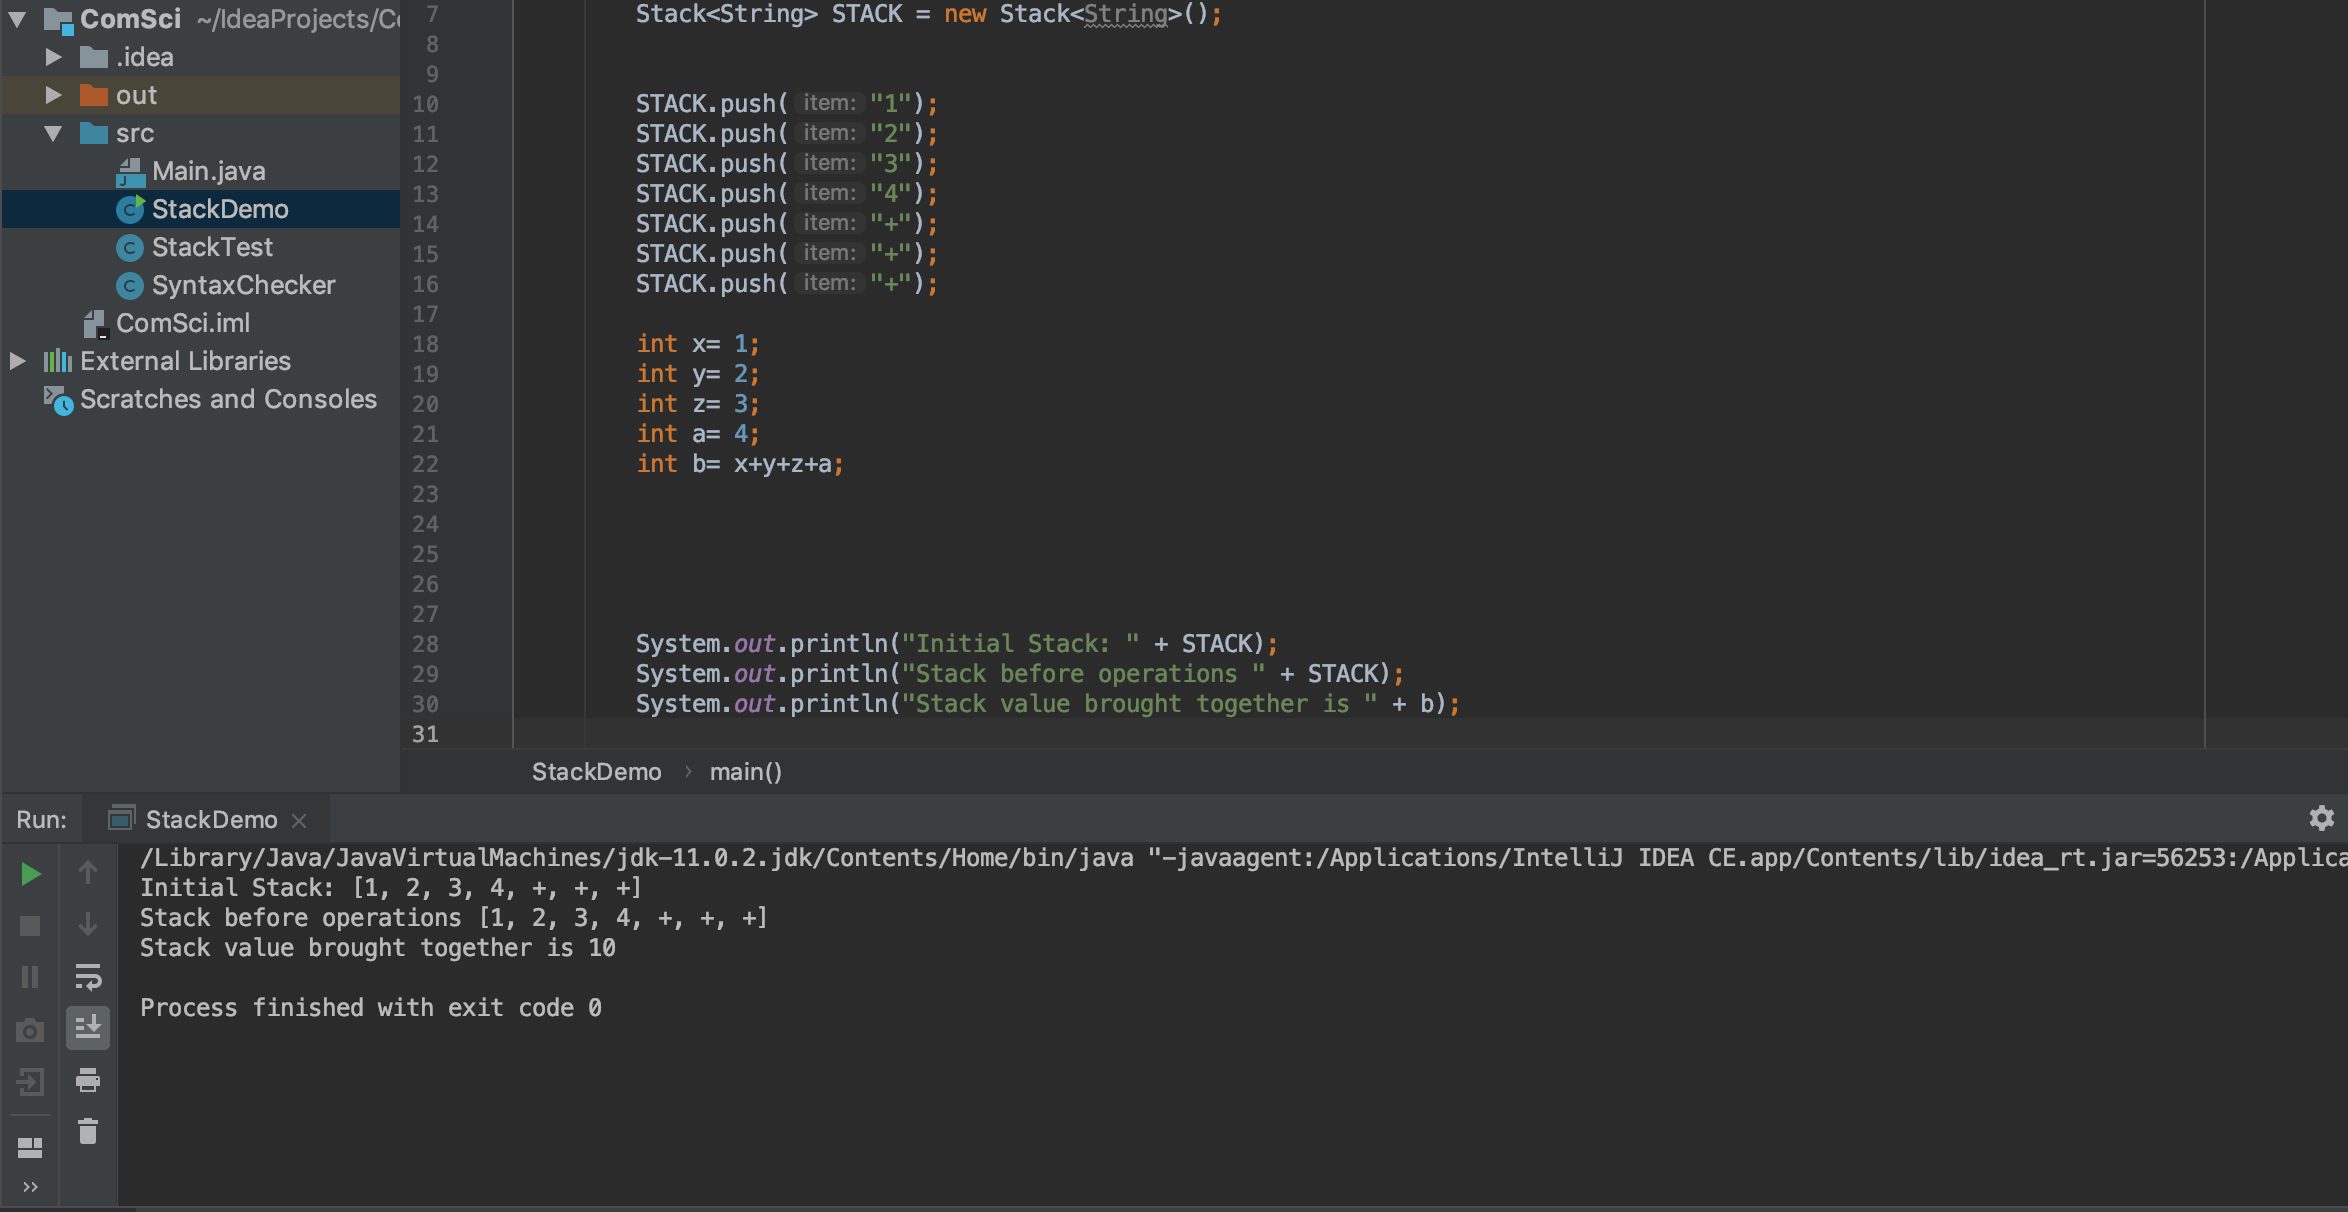 ComSci ~/IdeaProjects/Co
.idea
out
src
Main.java
StackDemo
StackTest
SyntaxChecker
ComSci.iml
External Libraries
Scratches and Consoles
7 Stack<String> STACK = new Stack<String>();
8
9
10 STACK.push( item: "1");
11 STACK.push( item: "2");
12 STACK.push( item: "3");
13 STACK.push( item: "4");
14 STACK.push( item: "+");
15 STACK.push( item: "+");
16 STACK.push( item: "+");
17
18 int x= 1;
19 int y= 2;
20 int z= 3;
21 int a= 4;
22 int b= x+y+z+a;
23
24
25
26
27
28 System.out.println("Initial Stack: " + STACK);
29 System.out.println("Stack before operations " + STACK);
30 System.out.println("Stack value brought together is " + b);
31
StackDemo › main()
Run: StackDemo ×
/Library/Java/JavaVirtualMachines/jdk-11.0.2.jdk/Contents/Home/bin/java "-javaagent:/Applications/IntelliJ IDEA CE.app/Contents/lib/idea_rt.jar=56253:/Applica
Initial Stack: [1, 2, 3, 4, +, +, +]
Stack before operations [1, 2, 3, 4, +, +, +]
Stack value brought together is 10
Process finished with exit code 0